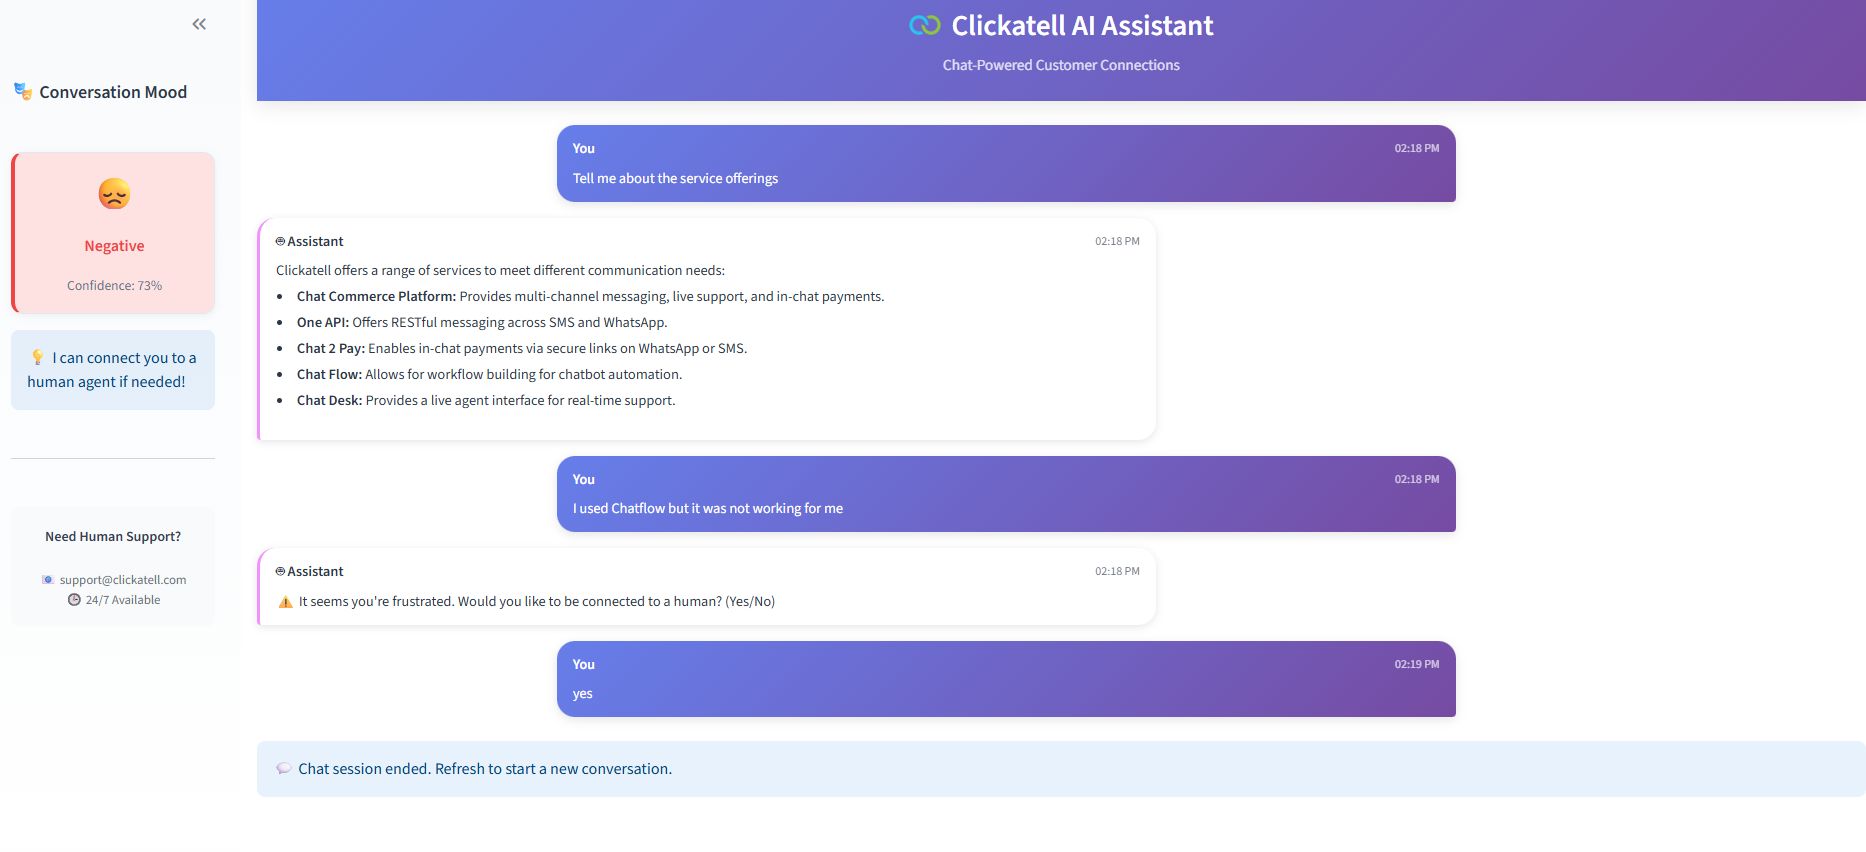 Conversation Mood
Negative
Confidence: 73%
I can connect you to a
human agent if needed!
Need Human Support?
support@clickatell.com
24/7 Available
Clickatell AI Assistant
Chat-Powered Customer Connections
You
02:18 PM
Tell me about the service offerings
Assistant
02:18 PM
Clickatell offers a range of services to meet different communication needs:
• Chat Commerce Platform: Provides multi-channel messaging, live support, and in-chat payments.
• One API: Offers RESTful messaging across SMS and WhatsApp.
• Chat 2 Pay: Enables in-chat payments via secure links on WhatsApp or SMS.
• Chat Flow: Allows for workflow building for chatbot automation.
• Chat Desk: Provides a live agent interface for real-time support.
You
02:18 PM
I used Chatflow but it was not working for me
Assistant
02:18 PM
⚠️ It seems you're frustrated. Would you like to be connected to a human? (Yes/No)
You
02:19 PM
yes
Chat session ended. Refresh to start a new conversation.